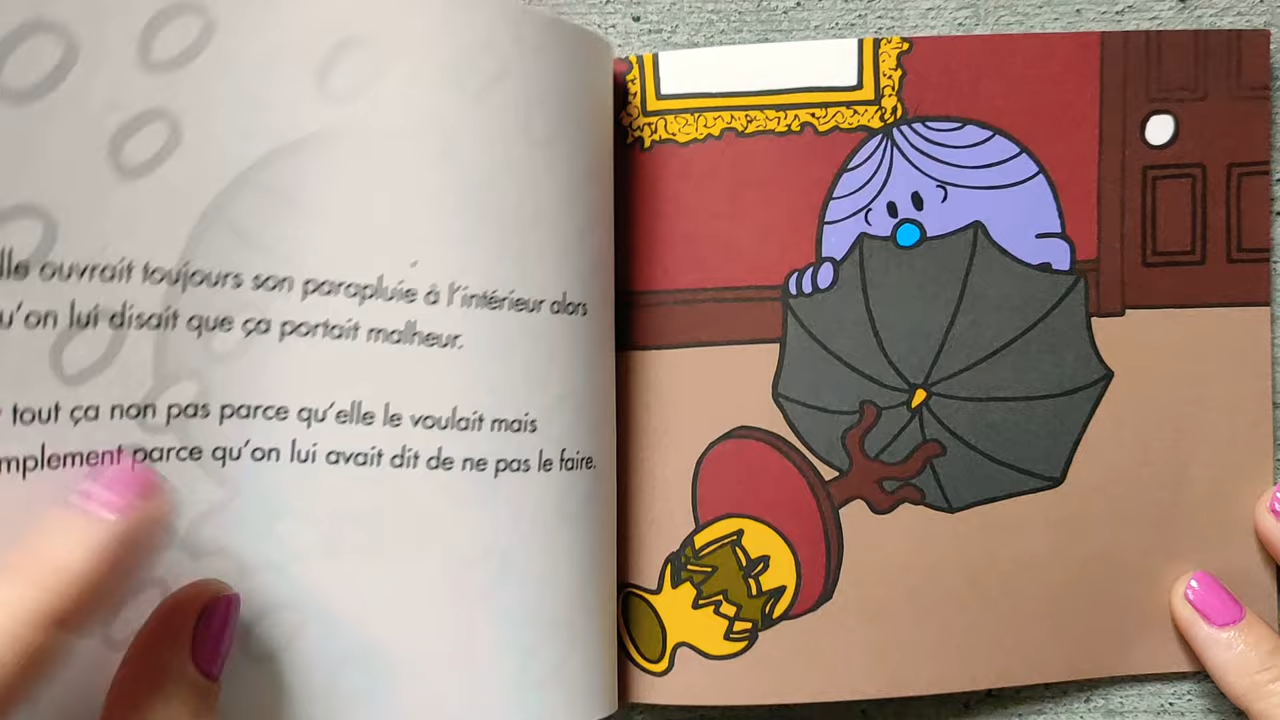 lle ouvrait toujours son parapluie à l'intérieur alors
u'on lui disait que ça portait malheur.
tout ça non pas parce qu'elle le voulait mais
mplement parce qu'on lui avait dit de ne pas le faire.